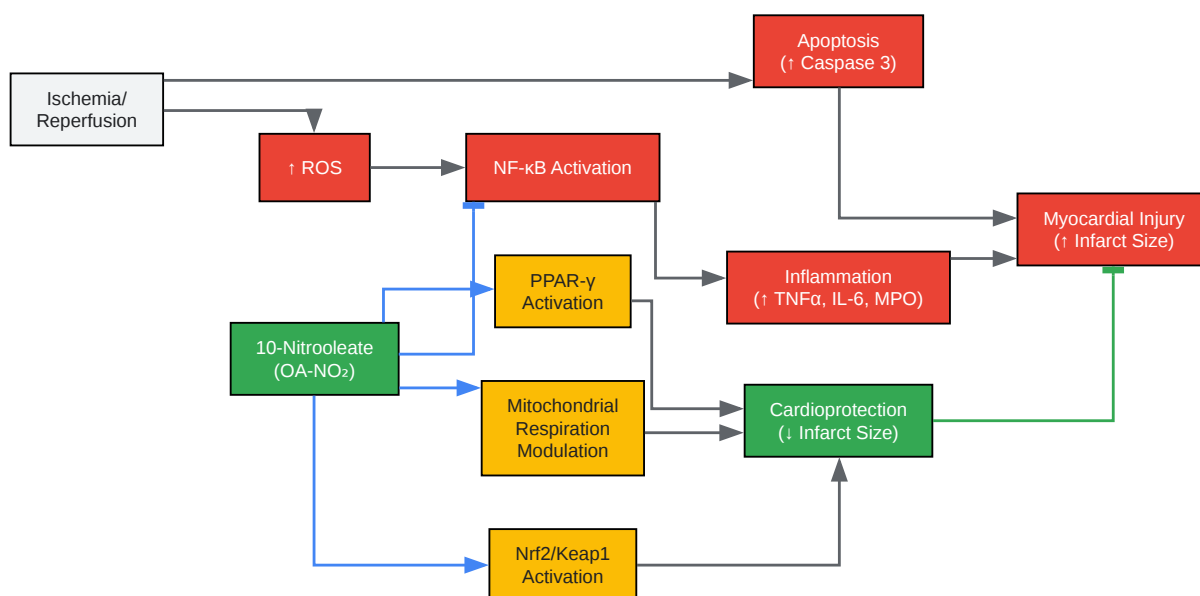 Apoptosis
(↑ Caspase 3)
Ischemia/
Reperfusion
↑ ROS
NF-κB Activation
Myocardial Injury
(↑ Infarct Size)
Inflammation
(↑ TNFα, IL-6, MPO)
PPAR-γ
Activation
10-Nitrooleate
(OA-NO₂)
Mitochondrial
Respiration
Modulation
Cardioprotection
(↓ Infarct Size)
Nrf2/Keap1
Activation